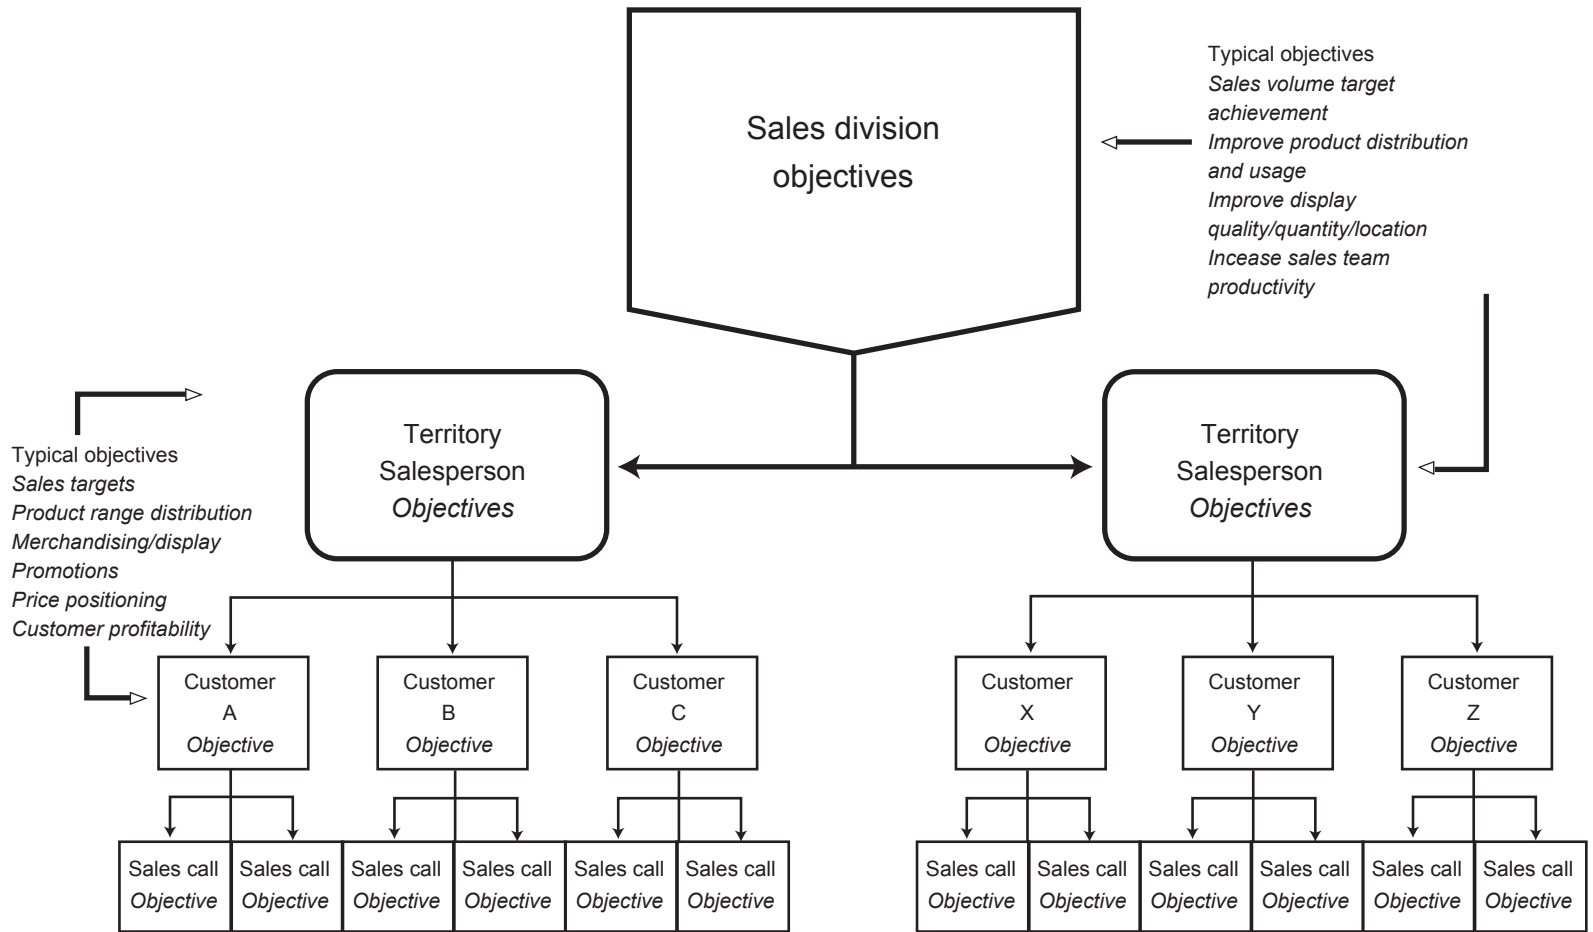 Sales division
objectives
Typical objectives
Sales volume target
achievement
Improve product distribution
and usage
Improve display
quality/quantity/location
Incease sales team
productivity
Territory
Salesperson
Objectives
Territory
Salesperson
Objectives
Typical objectives
Sales targets
Product range distribution
Merchandising/display
Promotions
Price positioning
Customer profitability
Customer
A
Objective
Customer
B
Objective
Customer
C
Objective
Customer
X
Objective
Customer
Y
Objective
Customer
Z
Objective
Sales call
Objective
Sales call
Objective
Sales call
Objective
Sales call
Objective
Sales call
Objective
Sales call
Objective
Sales call
Objective
Sales call
Objective
Sales call
Objective
Sales call
Objective
Sales call
Objective
Sales call
Objective